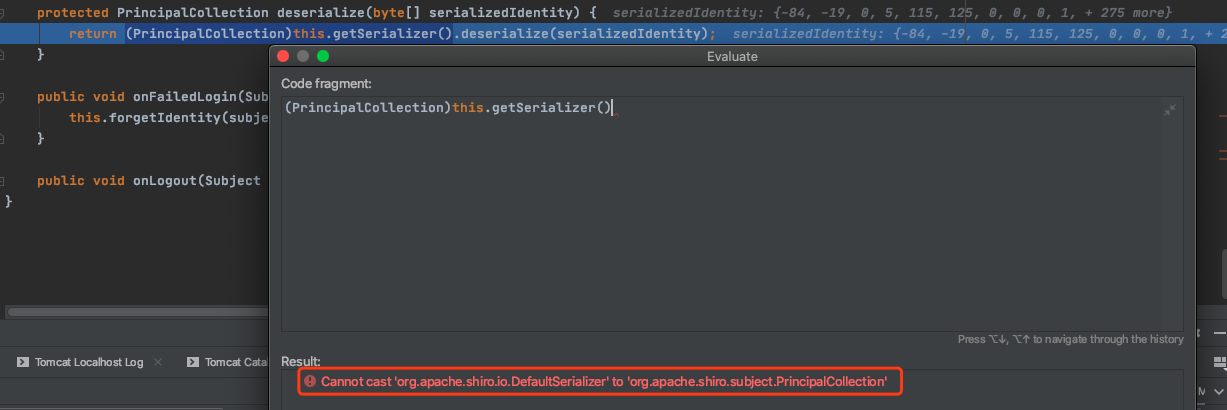 protected PrincipalCollection deserialize(byte[] serializedIdentity) { serializedIdentity: {-84, -19, 0, 5, 115, 125, 0, 0, 0, 1, + 275 more}
return (PrincipalCollection)this.getSerializer().deserialize(serializedIdentity); serializedIdentity: {-84, -19, 0, 5, 115, 125, 0, 0, 0, 1, + 2
}
Evaluate
Code fragment:
public void onFailedLogin(Sub
(PrincipalCollection)this.getSerializer()
this.forgetIdentity(subje
}
public void onLogout(Subject
}
Press ⌥↓, ⌥↑ to navigate through the history
Tomcat Localhost Log
Tomcat Catal
Result:
Cannot cast 'org.apache.shiro.io.DefaultSerializer' to 'org.apache.shiro.subject.PrincipalCollection'
M